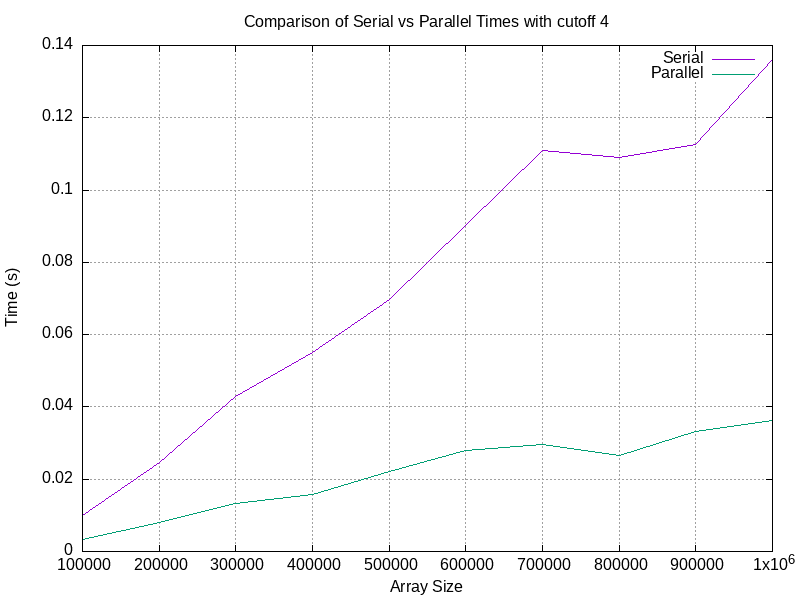 Comparison of Serial vs Parallel Times with cutoff 4
Serial
Parallel
0.14
0.12
0.1
0.08
0.06
0.04
0.02
0
Time (s)
100000 200000 300000 400000 500000 600000 700000 800000 900000 1x10⁶
Array Size